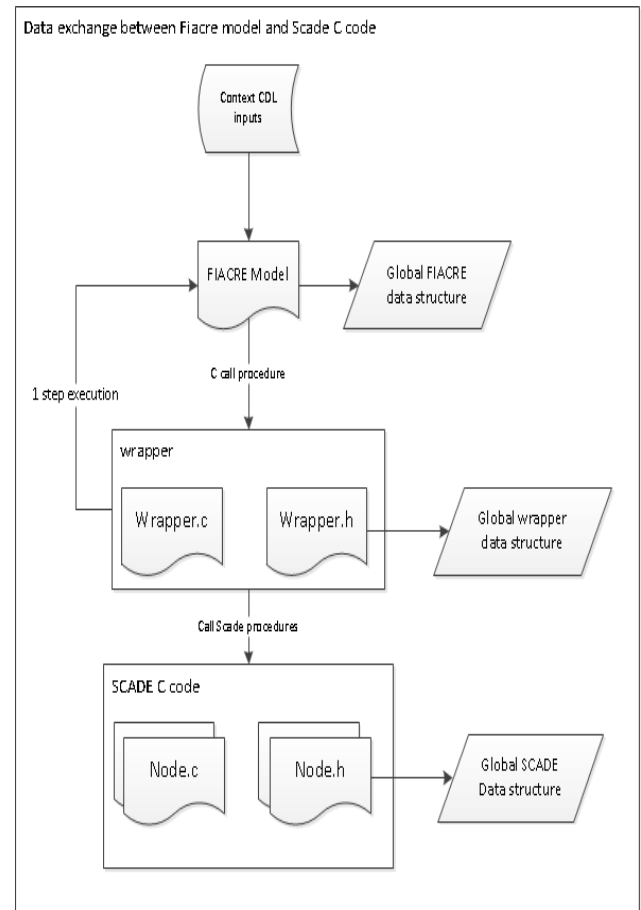 Data exchange between Fiacre model and Scade C code
Context CDL
inputs
FIACRE Model
Global FIACRE
data structure
C call procedure
1 step execution
wrapper
Wrapper.c
Wrapper.h
Global wrapper
data structure
Call Scade procedures
SCADE C code
Node.c
Node.h
Global SCADE
Data structure